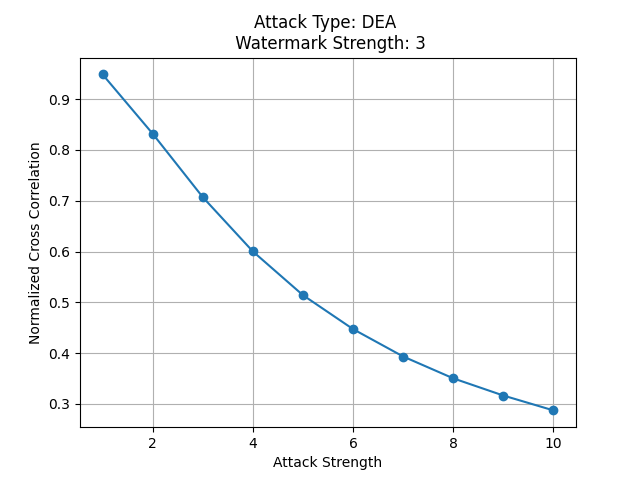 Attack Type: DEA
Watermark Strength: 3
Normalized Cross Correlation
0.9
0.8
0.7
0.6
0.5
0.4
0.3
2 4 6 8 10
Attack Strength